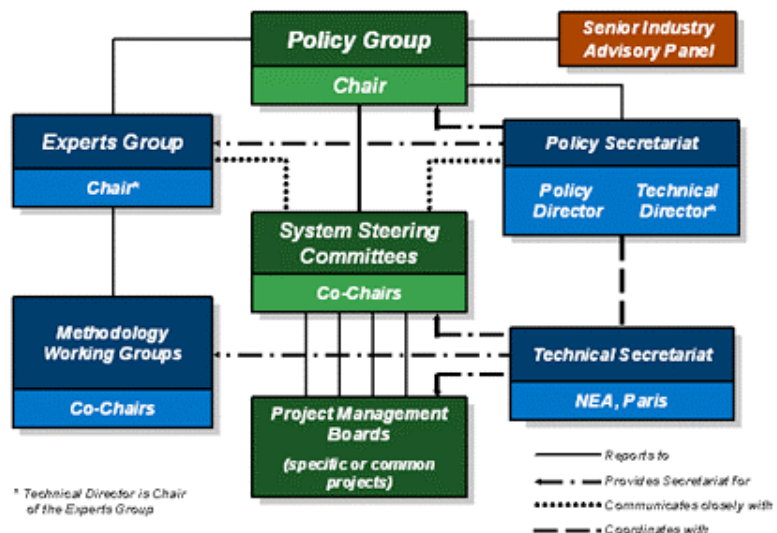 Policy Group
Chair
Senior Industry
Advisory Panel
Experts Group
Chair*
Policy Secretariat
Policy
Director
Technical
Director*
System Steering
Committees
Co-Chairs
Methodology
Working Groups
Co-Chairs
Technical Secretariat
NEA, Paris
Project Management
Boards
(specific or common
projects)
* Technical Director is Chair
of the Experts Group
Reports to
Provides Secretariat for
Communicates closely with
Coordinates with